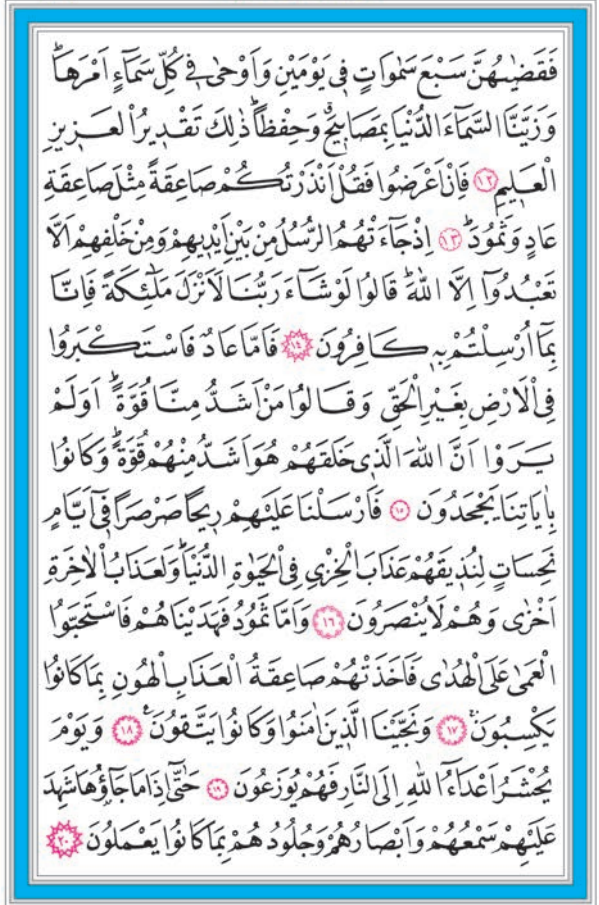 فَقَضٰيهُنَّ سَبْعَ سَمٰوَاتٍ فٖي يَوْمَيْنِ وَاَوْحٰى فٖي كُلِّ سَمَٓاءٍ اَمْرَهَاؕ
وَزَيَّنَّا السَّمَٓاءَ الدُّنْيَا بِمَصَابٖيحَۗ وَحِفْظاًؕ ذٰلِكَ تَقْدٖيرُ الْعَزٖيزِ
الْعَلٖيمِ ﴿١٢﴾ فَاِنْ اَعْرَضُوا فَقُلْ اَنْذَرْتُكُمْ صَاعِقَةً مِثْلَ صَاعِقَةِ
عَادٍ وَثَمُودَؕ ﴿١٣﴾ اِذْ جَٓاءَتْهُمُ الرُّسُلُ مِنْ بَيْنِ اَيْدٖيهِمْ وَمِنْ خَلْفِهِمْ اَلَّا
تَعْبُدُٓوا اِلَّا اللّٰهَؕ قَالُوا لَوْ شَٓاءَ رَبُّنَا لَاَنْزَلَ مَلٰٓئِكَةً فَاِنَّا
بِمَٓا اُرْسِلْتُمْ بِهٖ كَافِرُونَ ﴿١٤﴾ فَاَمَّا عَادٌ فَاسْتَكْبَرُوا
فِي الْاَرْضِ بِغَيْرِ الْحَقِّ وَقَالُوا مَنْ اَشَدُّ مِنَّا قُوَّةًؕ اَوَلَمْ
يَرَوْا اَنَّ اللّٰهَ الَّذٖي خَلَقَهُمْ هُوَ اَشَدُّ مِنْهُمْ قُوَّةًؕ وَكَانُوا
بِاٰيَاتِنَا يَجْحَدُونَ ﴿١٥﴾ فَاَرْسَلْنَا عَلَيْهِمْ رٖيحاً صَرْصَراً فٖٓي اَيَّامٍ
نَحِسَاتٍ لِنُذٖيقَهُمْ عَذَابَ الْخِزْيِ فِي الْحَيٰوةِ الدُّنْيَاؕ وَلَعَذَابُ الْاٰخِرَةِ
اَخْزٰى وَهُمْ لَا يُنْصَرُونَ ﴿١٦﴾ وَاَمَّا ثَمُودُ فَهَدَيْنَاهُمْ فَاسْتَحَبُّوا
الْعَمٰى عَلَى الْهُدٰى فَاَخَذَتْهُمْ صَاعِقَةُ الْعَذَابِ الْهُونِ بِمَا كَانُوا
يَكْسِبُونَۚ ﴿١٧﴾ وَنَجَّيْنَا الَّذٖينَ اٰمَنُوا وَكَانُوا يَتَّقُونَࣖ ﴿١٨﴾ وَيَوْمَ
يُحْشَرُ اَعْدَٓاءُ اللّٰهِ اِلَى النَّارِ فَهُمْ يُوزَعُونَ ﴿١٩﴾ حَتّٰٓى اِذَا مَا جَٓاؤُ۫هَا شَهِدَ
عَلَيْهِمْ سَمْعُهُمْ وَاَبْصَارُهُمْ وَجُلُودُهُمْ بِمَا كَانُوا يَعْمَلُونَ ﴿٢٠﴾